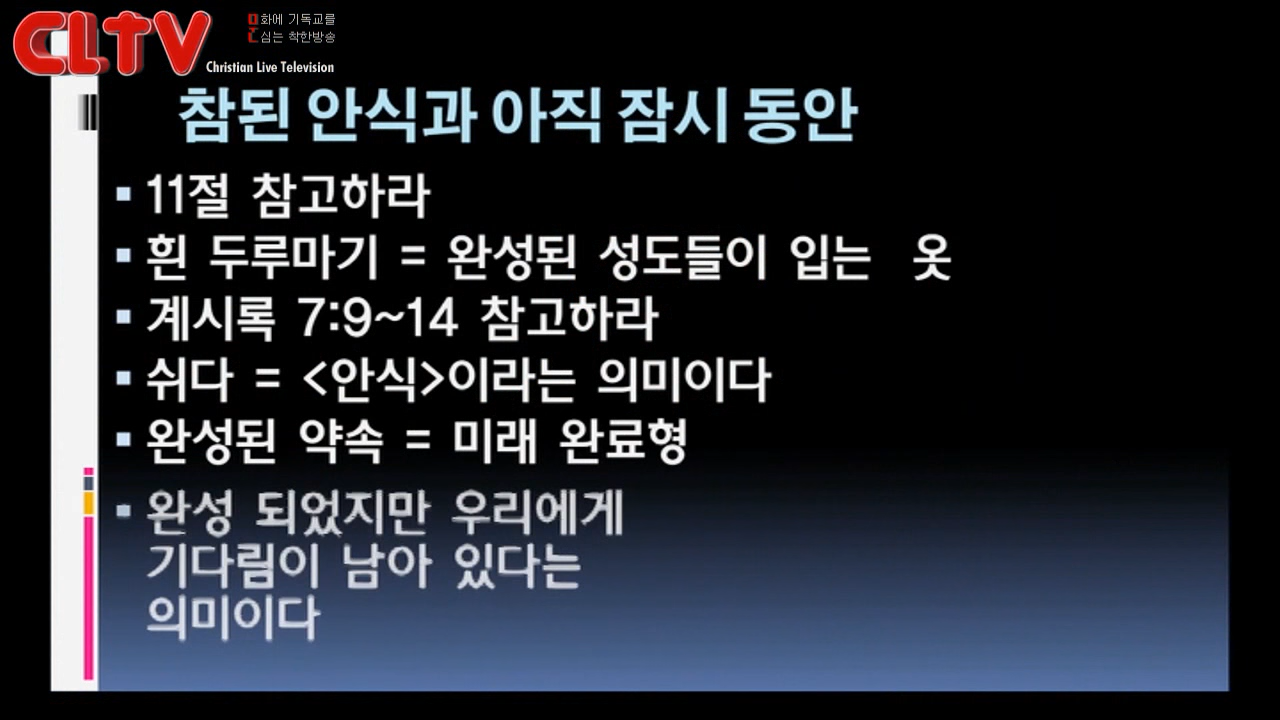 CLTV
문화에 기독교를
심는 착한방송
Christian Live Television
참된 안식과 아직 잠시 동안
11절 참고하라
흰 두루마기 = 완성된 성도들이 입는 옷
계시록 7:9~14 참고하라
쉬다 = <안식>이라는 의미이다
완성된 약속 = 미래 완료형
완성 되었지만 우리에게
기다림이 남아 있다는
의미이다